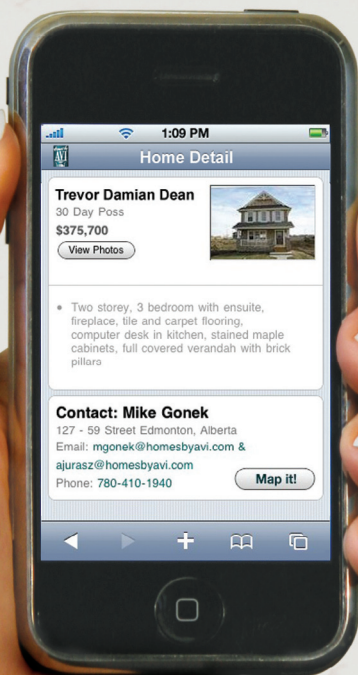 1:09 PM
AVI
Home Detail
Trevor Damian Dean
30 Day Poss
$375,700
View Photos
• Two storey, 3 bedroom with ensuite,
fireplace, tile and carpet flooring,
computer desk in kitchen, stained maple
cabinets, full covered verandah with brick
pillars
Contact: Mike Gonek
127 - 59 Street Edmonton, Alberta
Email: mgonek@homesbyavi.com &
ajurasz@homesbyavi.com
Phone: 780-410-1940
Map it!